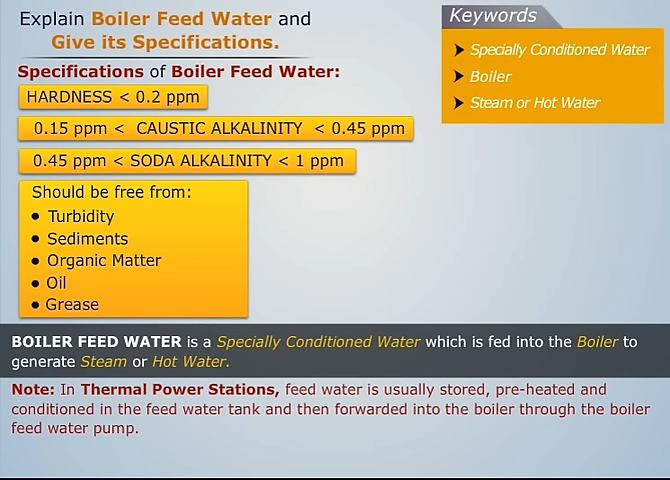 Explain Boiler Feed Water and
Give its Specifications.
Keywords
Specially Conditioned Water
Boiler
Steam or Hot Water
Specifications of Boiler Feed Water:
HARDNESS < 0.2 ppm
0.15 ppm < CAUSTIC ALKALINITY < 0.45 ppm
0.45 ppm < SODA ALKALINITY < 1 ppm
Should be free from:
• Turbidity
• Sediments
• Organic Matter
• Oil
• Grease
BOILER FEED WATER is a Specially Conditioned Water which is fed into the Boiler to
generate Steam or Hot Water.
Note: In Thermal Power Stations, feed water is usually stored, pre-heated and
conditioned in the feed water tank and then forwarded into the boiler through the boiler
feed water pump.